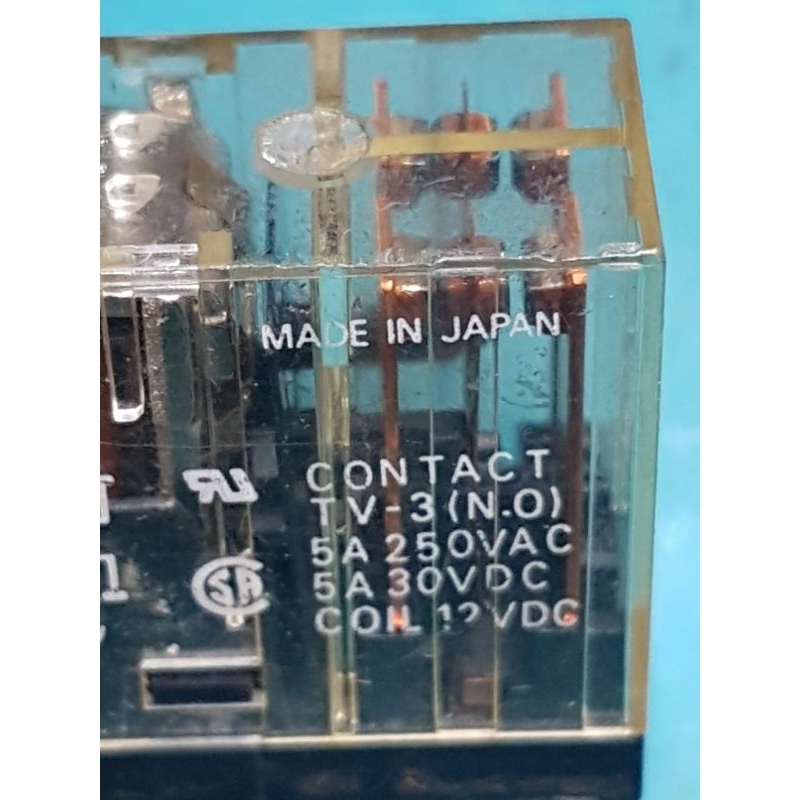 MADE IN JAPAN
CONTACT
TV-3 (N.O)
5A 250VAC
5A 30VDC
COIL 12VDC